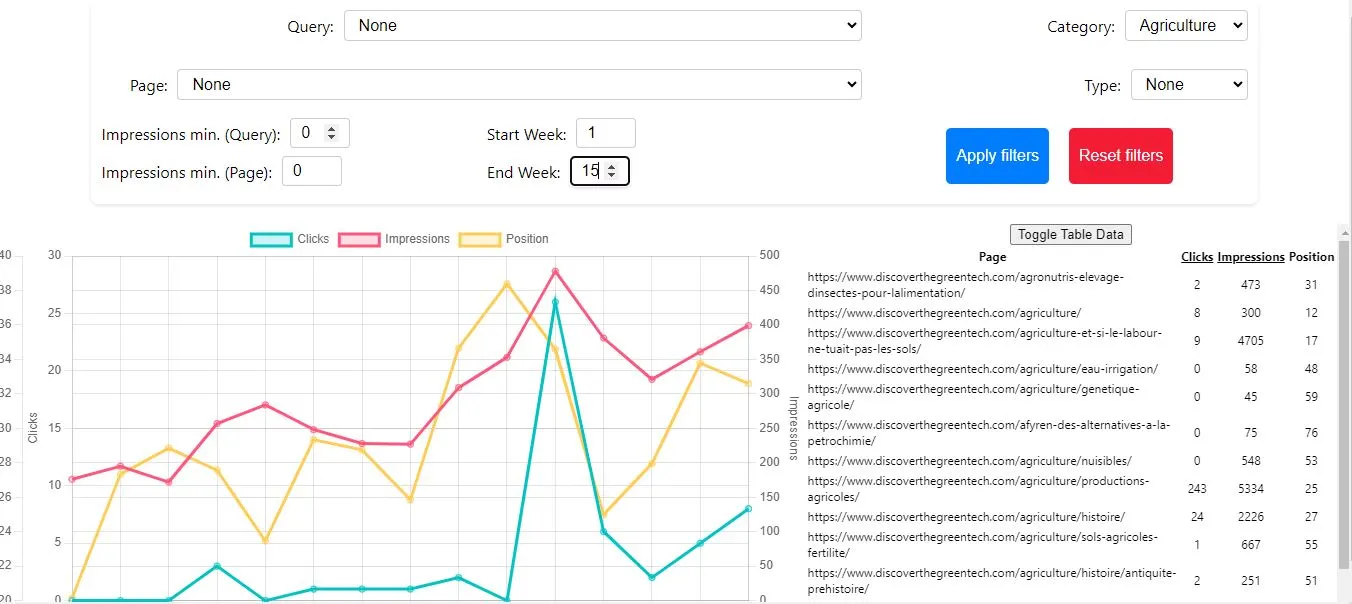 Query: None Category: Agriculture
Page: None Type: None
Impressions min. (Query): 0 Start Week: 1
Apply filters Reset filters
Impressions min. (Page): 0 End Week: 15
Toggle Table Data
Clicks Impressions Position
Page Clicks Impressions Position
40 30 500
38 450
36 25 400
34 350
32 20 300
30 15 250
28 200
26 10 150
24 100
22 5 50
20 0 0
Clicks
Impressions
https://www.discoverthegreentech.com/agronutris-elevage-
dinsectes-pour-lalimentation/ 2 473 31
https://www.discoverthegreentech.com/agriculture/ 8 300 12
https://www.discoverthegreentech.com/agriculture-et-si-le-labour-
ne-tuait-pas-les-sols/ 9 4705 17
https://www.discoverthegreentech.com/agriculture/eau-irrigation/ 0 58 48
https://www.discoverthegreentech.com/agriculture/genetique-
agricole/ 0 45 59
https://www.discoverthegreentech.com/afyren-des-alternatives-a-la-
petrochimie/ 0 75 76
https://www.discoverthegreentech.com/agriculture/nuisibles/ 0 548 53
https://www.discoverthegreentech.com/agriculture/productions-
agricoles/ 243 5334 25
https://www.discoverthegreentech.com/agriculture/histoire/ 24 2226 27
https://www.discoverthegreentech.com/agriculture/sols-agricoles-
fertilite/ 1 667 55
https://www.discoverthegreentech.com/agriculture/histoire/antiquite-
prehistoire/ 2 251 51